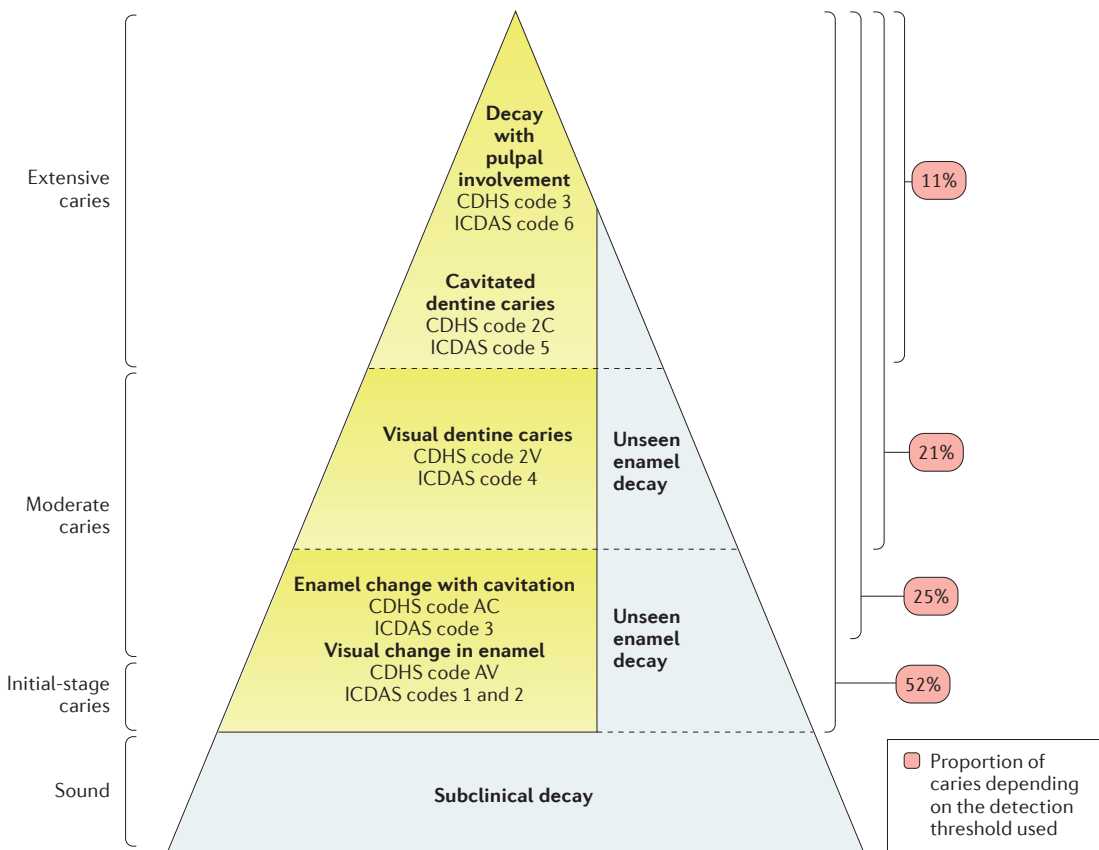 Extensive
caries
Moderate
caries
Initial-stage
caries
Sound
Decay
with
pulpal
involvement
CDHS code 3
ICDAS code 6
Cavitated
dentine caries
CDHS code 2C
ICDAS code 5
Visual dentine caries
CDHS code 2V
ICDAS code 4
Unseen
enamel
decay
Enamel change with cavitation
CDHS code AC
ICDAS code 3
Visual change in enamel
CDHS code AV
ICDAS codes 1 and 2
Unseen
enamel
decay
Subclinical decay
11%
21%
25%
52%
Proportion of
caries depending
on the detection
threshold used